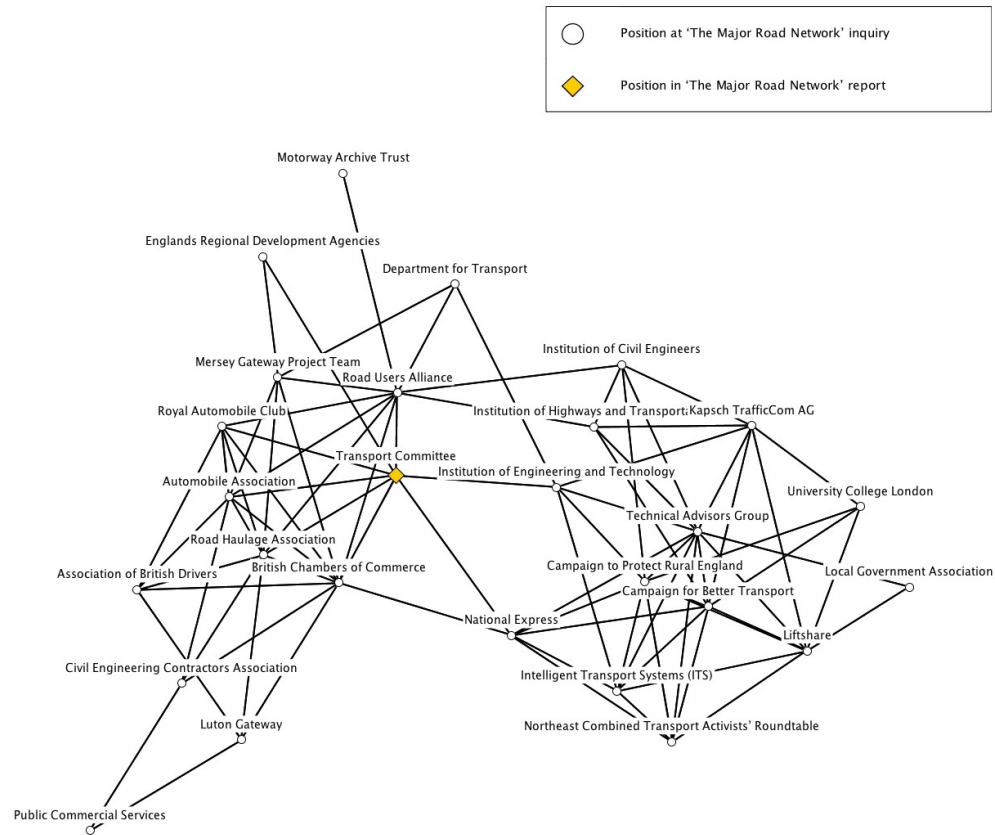 Position at ‘The Major Road Network’ inquiry
Position in ‘The Major Road Network’ report
Motorway Archive Trust
Englands Regional Development Agencies
Department for Transport
Institution of Civil Engineers
Mersey Gateway Project Team
Road Users Alliance
Royal Automobile Club
Institution of Highways and Transport
Kapsch TrafficCom AG
Transport Committee
Institution of Engineering and Technology
Automobile Association
University College London
Technical Advisors Group
Road Haulage Association
British Chambers of Commerce
Campaign to Protect Rural England
Association of British Drivers
Local Government Association
Campaign for Better Transport
National Express
Liftshare
Civil Engineering Contractors Association
Intelligent Transport Systems (ITS)
Luton Gateway
Northeast Combined Transport Activists’ Roundtable
Public Commercial Services